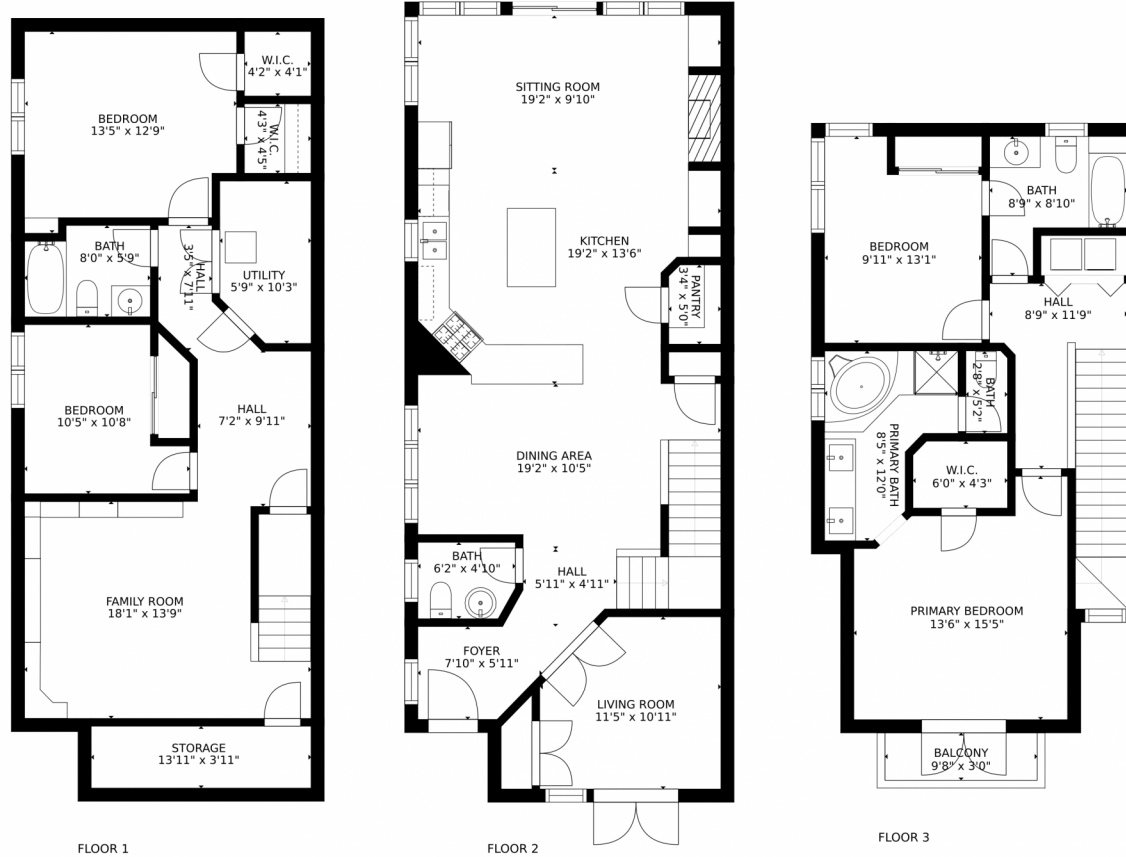 W.I.C.
4'2" x 4'1"
BEDROOM
13'5" x 12'9"
W.I.C.
4'3" x 4'5"
BATH
8'0" x 5'9"
HALL
3'5" x 7'11"
UTILITY
5'9" x 10'3"
BEDROOM
10'5" x 10'8"
HALL
7'2" x 9'11"
FAMILY ROOM
18'1" x 13'9"
STORAGE
13'11" x 3'11"
FLOOR 1
SITTING ROOM
19'2" x 9'10"
KITCHEN
19'2" x 13'6"
PANTRY
3'4" x 5'0"
DINING AREA
19'2" x 10'5"
BATH
6'2" x 4'10"
HALL
5'11" x 4'11"
FOYER
7'10" x 5'11"
LIVING ROOM
11'5" x 10'11"
FLOOR 2
BATH
8'9" x 8'10"
BEDROOM
9'11" x 13'1"
HALL
8'9" x 11'9"
BATH
2'8" x 5'2"
PRIMARY BATH
8'5" x 12'0"
W.I.C.
6'0" x 4'3"
PRIMARY BEDROOM
13'6" x 15'5"
BALCONY
9'8" x 3'0"
FLOOR 3